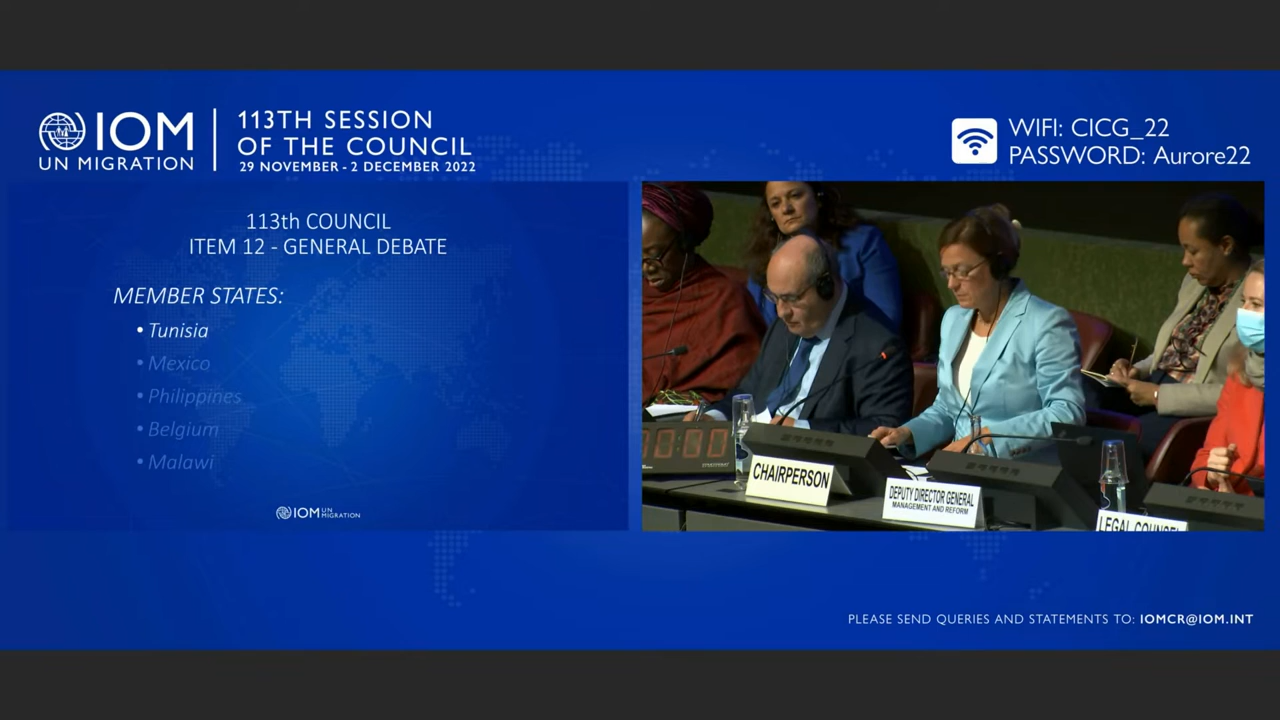 IOM
UN MIGRATION
113TH SESSION
OF THE COUNCIL
29 NOVEMBER - 2 DECEMBER 2022
WIFI: CICG_22
PASSWORD: Aurore22
113th COUNCIL
ITEM 12 - GENERAL DEBATE
MEMBER STATES:
• Tunisia
• Mexico
• Philippines
• Belgium
• Malawi
IOM UN MIGRATION
00:00
CHAIRPERSON
DEPUTY DIRECTOR GENERAL
MANAGEMENT AND REFORM
LEGAL COUNSEL
PLEASE SEND QUERIES AND STATEMENTS TO: IOMCR@IOM.INT